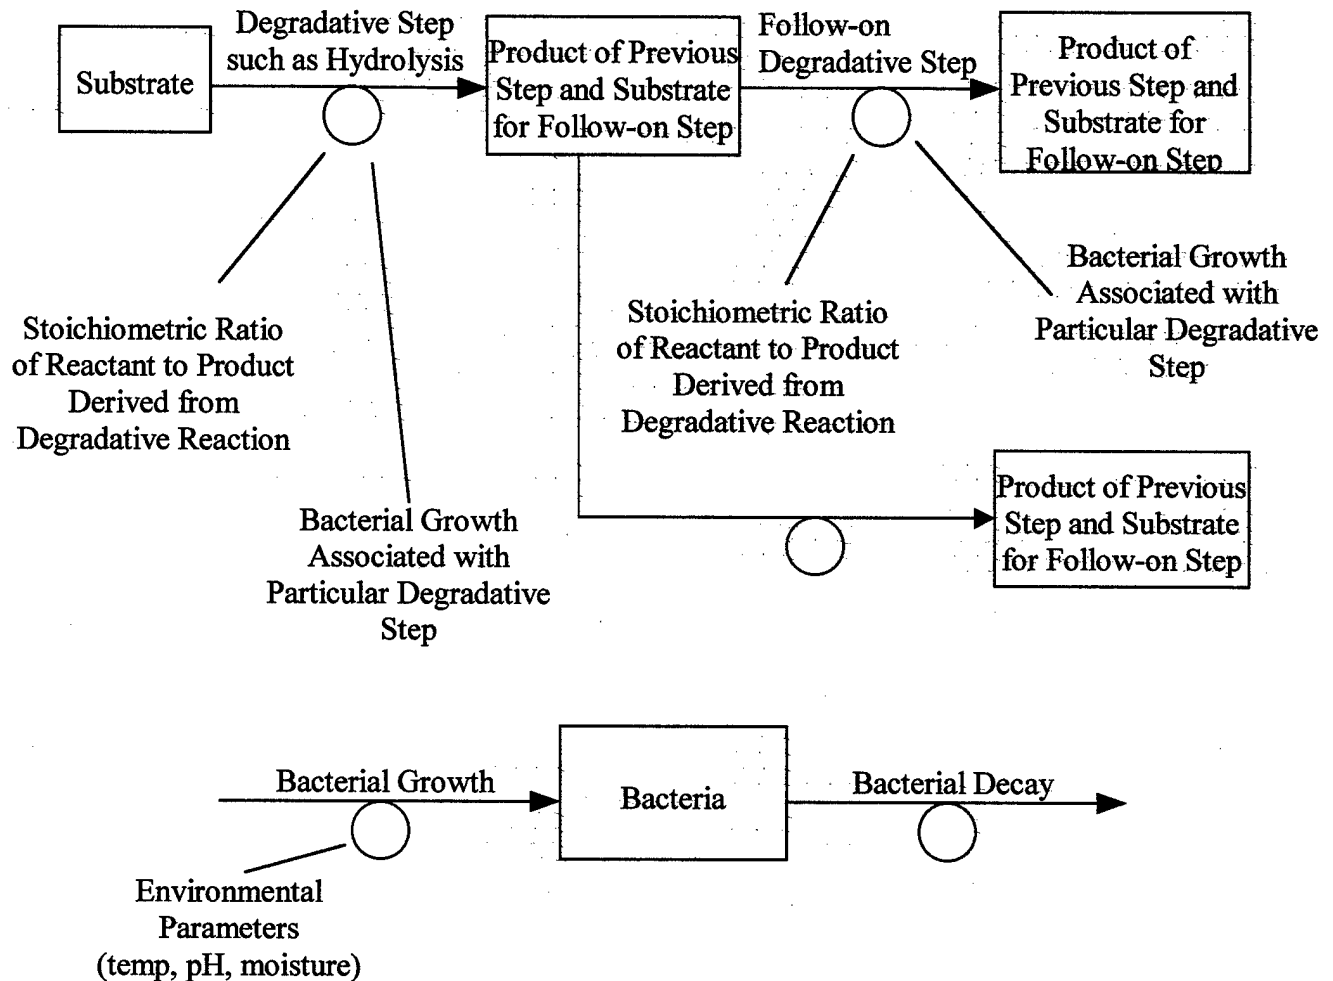 Substrate
Degradative Step
such as Hydrolysis
Product of Previous
Step and Substrate
for Follow-on Step
Follow-on
Degradative Step
Product of
Previous Step and
Substrate for
Follow-on Step
Stoichiometric Ratio
of Reactant to Product
Derived from
Degradative Reaction
Bacterial Growth
Associated with
Particular Degradative
Step
Stoichiometric Ratio
of Reactant to Product
Derived from
Degradative Reaction
Bacterial Growth
Associated with
Particular Degradative
Step
Product of Previous
Step and Substrate
for Follow-on Step
Bacterial Growth
Bacteria
Bacterial Decay
Environmental
Parameters
(temp, pH, moisture)